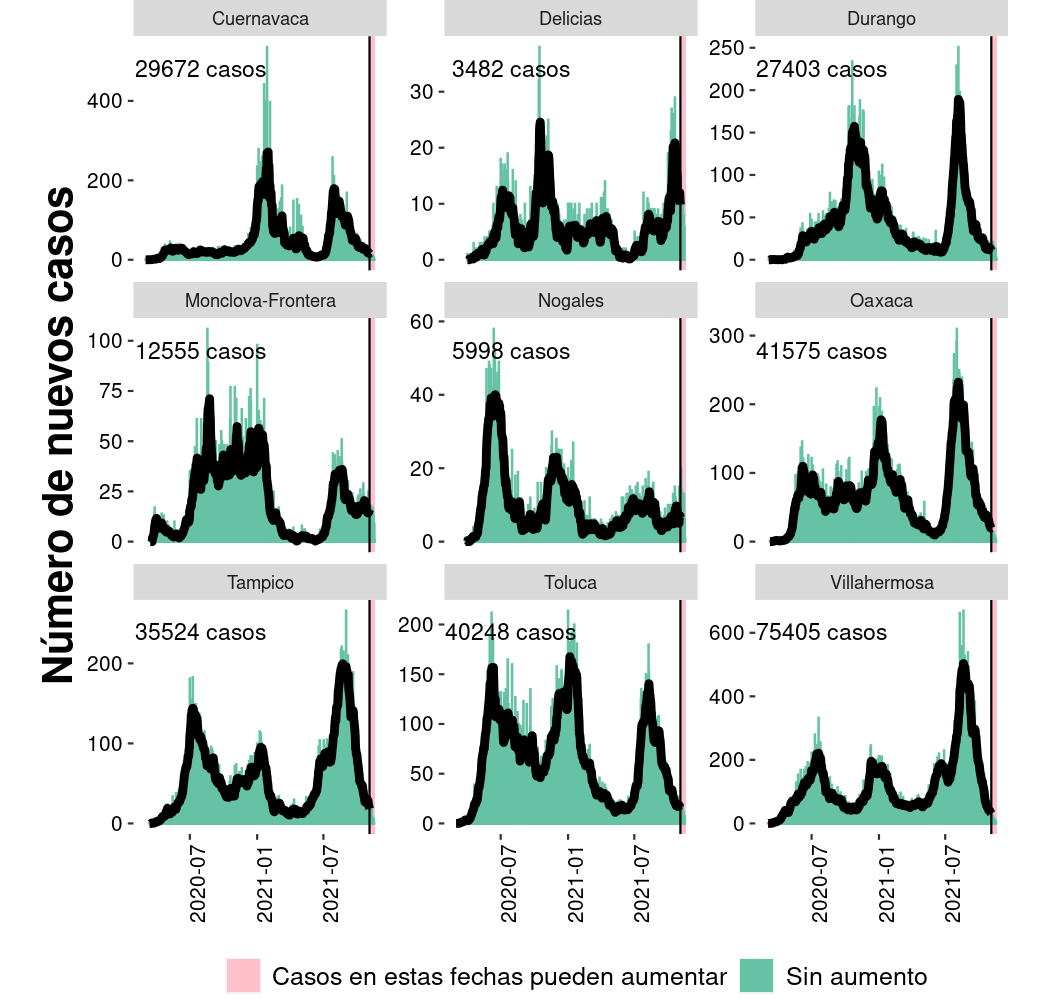 Cuernavaca
Delicias
Durango
29672 casos
3482 casos
27403 casos
400
200
0
30
20
10
0
250
200
150
100
50
0
Número de nuevos casos
Monclova-Frontera
Nogales
Oaxaca
12555 casos
5998 casos
41575 casos
100
75
50
25
0
60
40
20
0
300
200
100
0
Tampico
Toluca
Villahermosa
35524 casos
40248 casos
75405 casos
200
100
0
200
150
100
50
0
600
400
200
0
2020-07
2021-01
2021-07
2020-07
2021-01
2021-07
2020-07
2021-01
2021-07
Casos en estas fechas pueden aumentar
Sin aumento